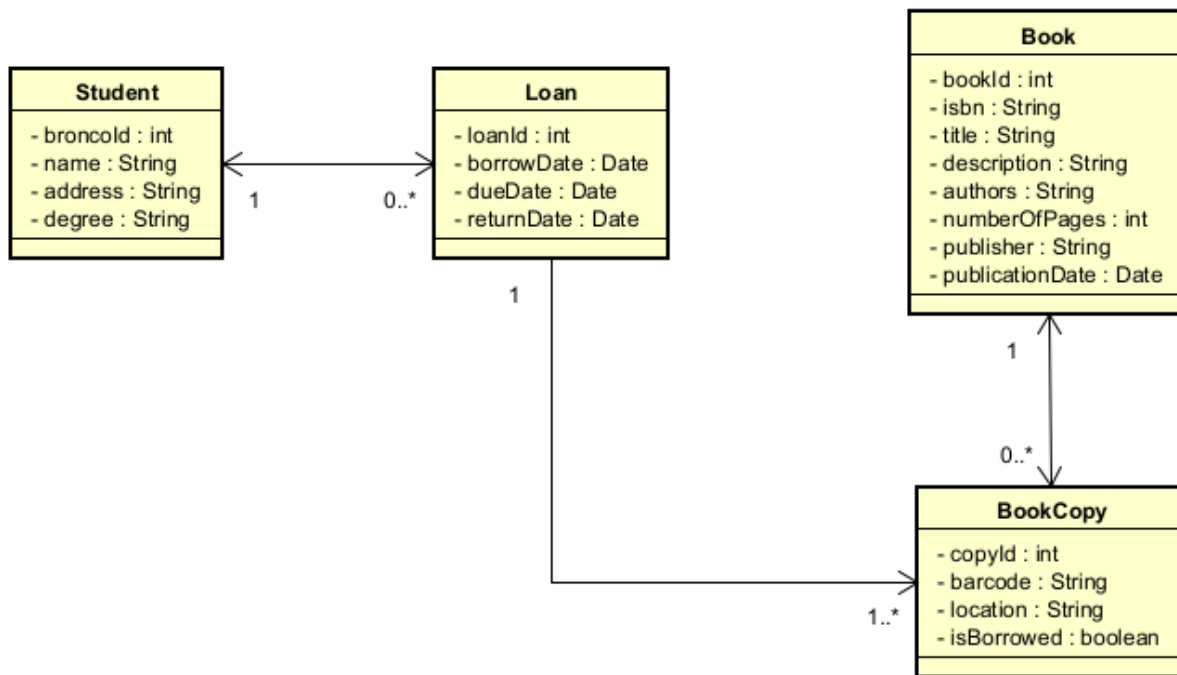 Student
- broncoId : int
- name : String
- address : String
- degree : String
1
0..*
Loan
- loanId : int
- borrowDate : Date
- dueDate : Date
- returnDate : Date
1
1..*
Book
- bookId : int
- isbn : String
- title : String
- description : String
- authors : String
- numberOfPages : int
- publisher : String
- publicationDate : Date
1
0..*
BookCopy
- copyId : int
- barcode : String
- location : String
- isBorrowed : boolean